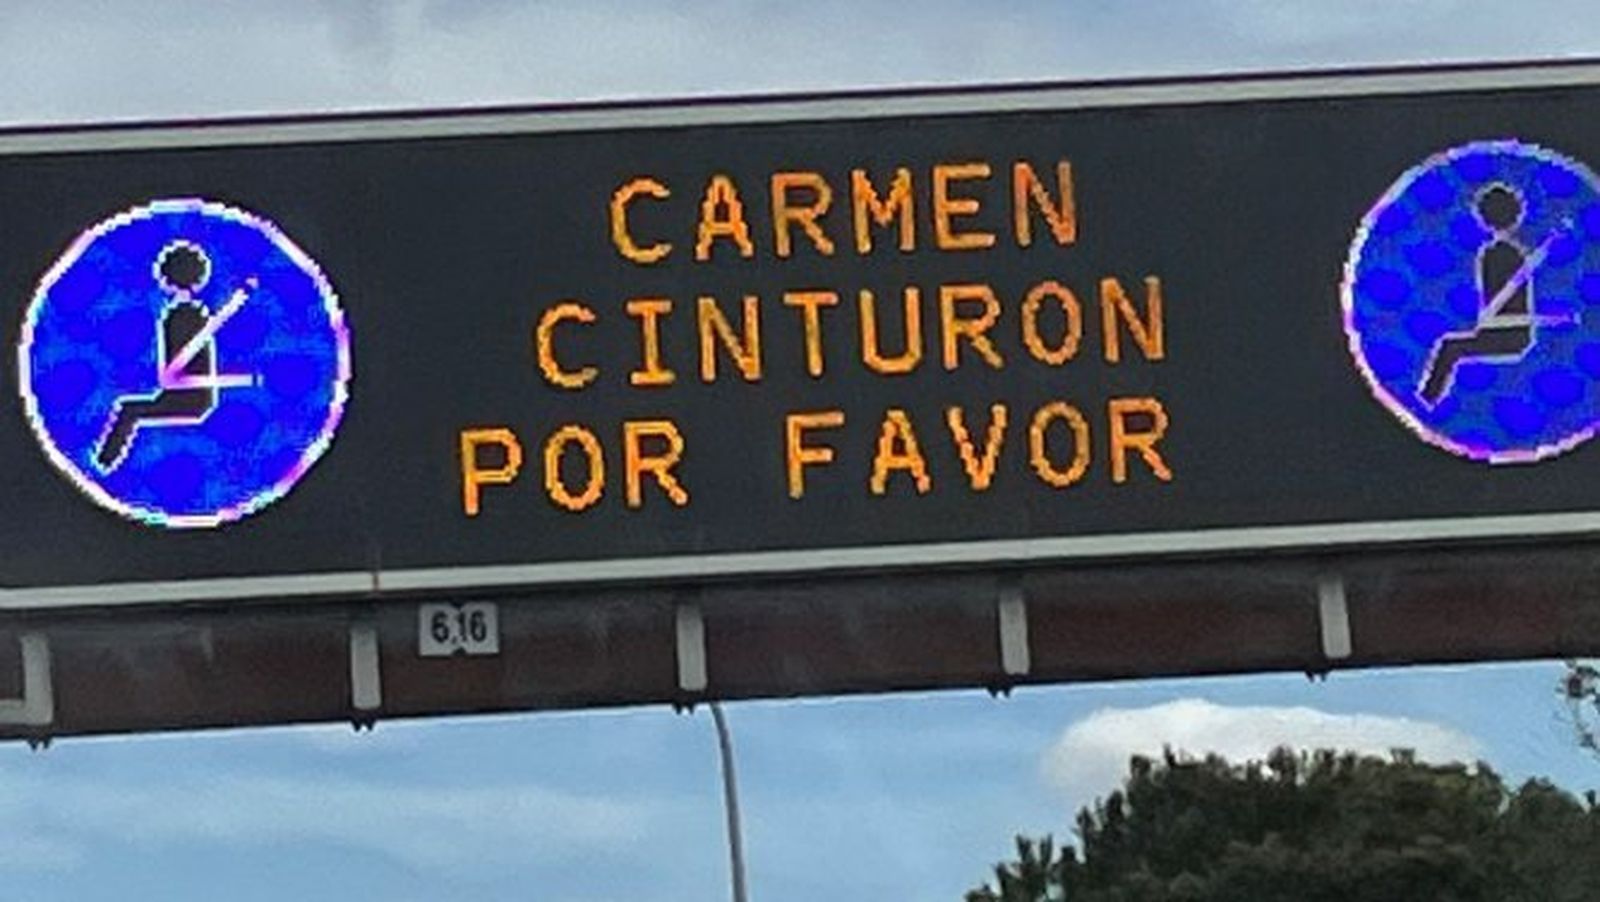 CARMEN
CINTURON
POR FAVOR
6,16